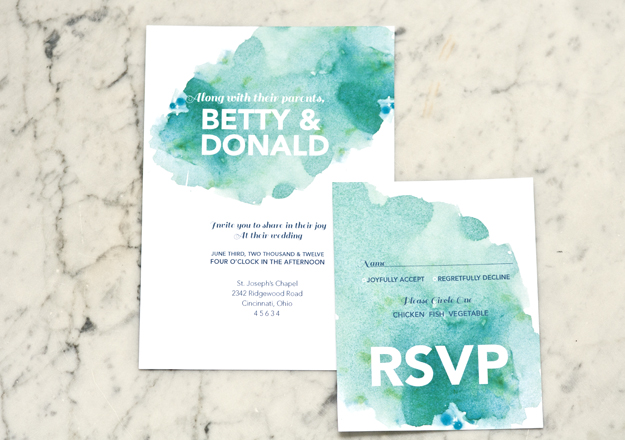 Along with their parents,
BETTY &
DONALD
Invite you to share in their joy
At their wedding
JUNE THIRD, TWO THOUSAND & TWELVE
FOUR O'CLOCK IN THE AFTERNOON
St. Joseph's Chapel
2342 Ridgewood Road
Cincinnati, Ohio
45634
Name
JOYFULLY ACCEPT REGRETFULLY DECLINE
Please Circle One
CHICKEN FISH VEGETABLE
RSVP